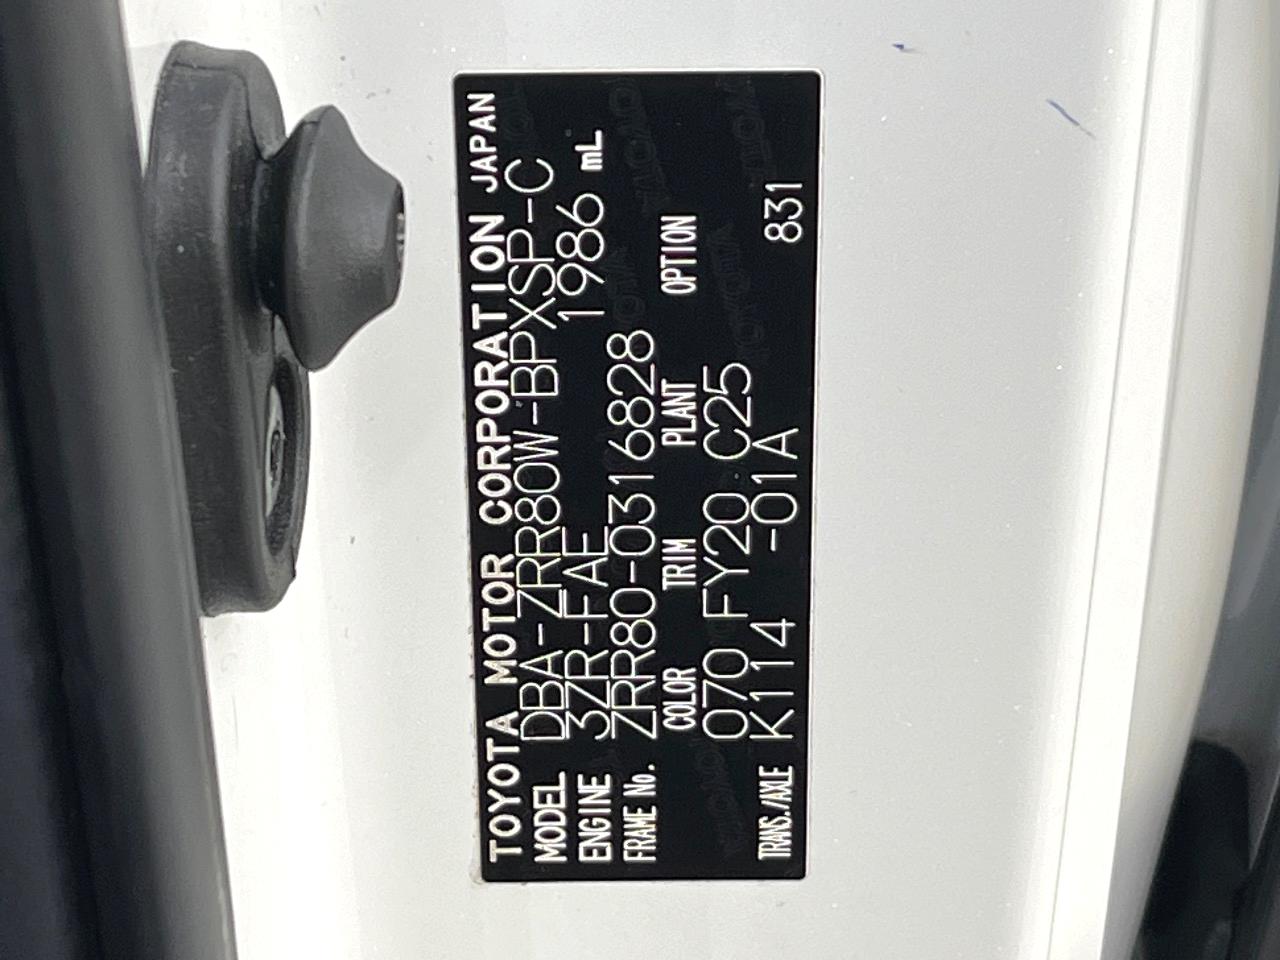 TOYOTA MOTOR CORPORATION JAPAN
MODEL DBA-ZRR80W-BPXSP-C
ENGINE 3ZR-FAE 1986 mL
FRAME No. ZRR80-0316828
COLOR TRIM PLANT OPTION
070 FY20 C25
TRANS./AXLE K114 -01A 831